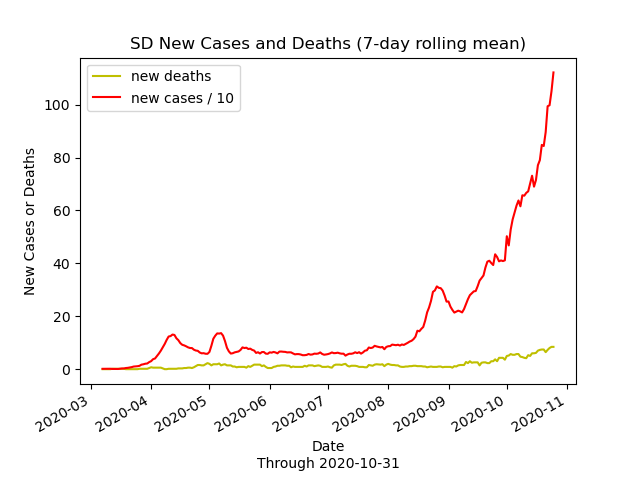 SD New Cases and Deaths (7-day rolling mean)
new deaths
new cases / 10
New Cases or Deaths
100
80
60
40
20
0
2020-03
2020-04
2020-05
2020-06
2020-07
2020-08
2020-09
2020-10
2020-11
Date
Through 2020-10-31